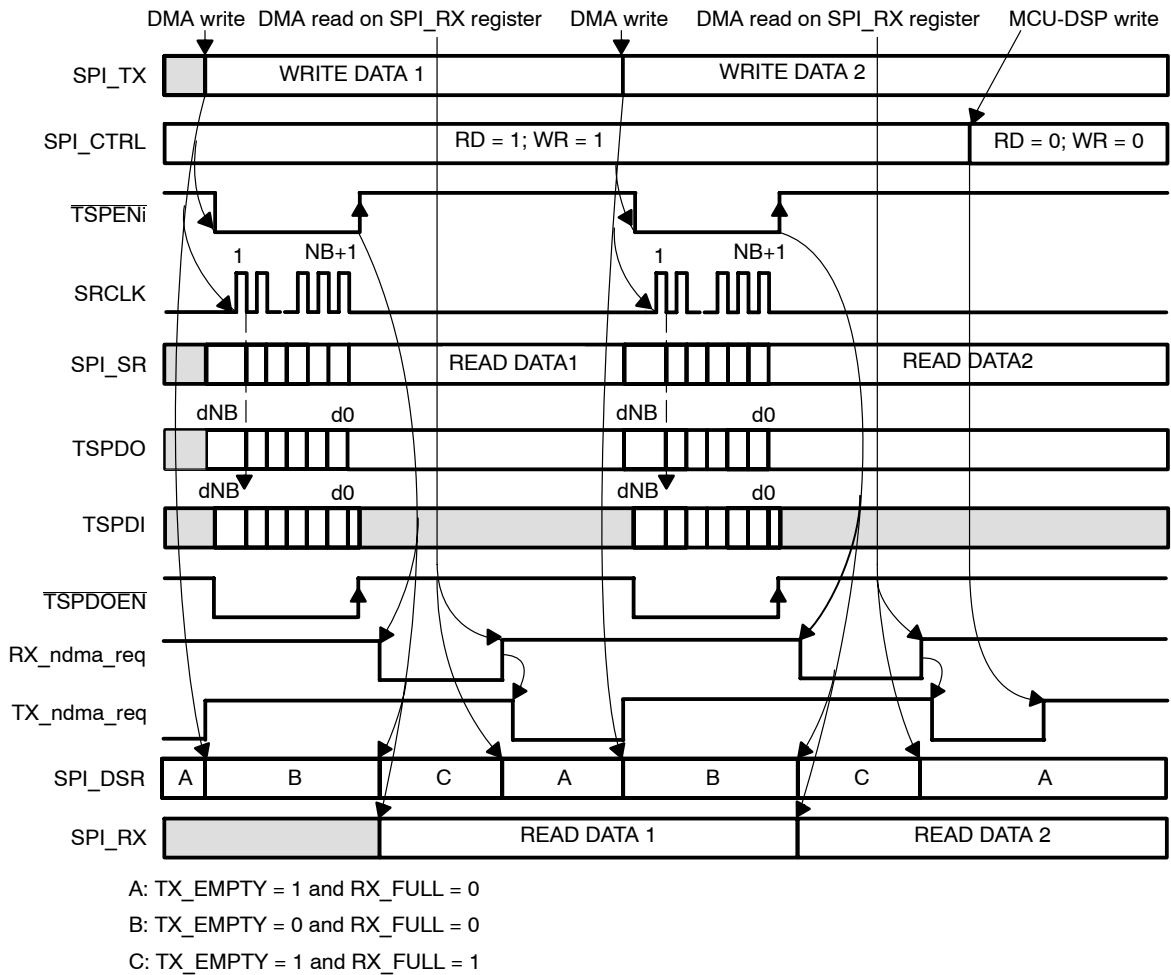 DMA write DMA read on SPI_RX register DMA write DMA read on SPI_RX register MCU-DSP write
SPI_TX WRITE DATA 1 WRITE DATA 2
SPI_CTRL RD = 1; WR = 1 RD = 0; WR = 0
TSPENi
1 NB+1 1 NB+1
SRCLK
SPI_SR READ DATA1 READ DATA2
dNB d0 dNB d0
TSPDO
dNB d0 dNB d0
TSPDI
TSPDOEN
RX_ndma_req
TX_ndma_req
SPI_DSR A B C A B C A
SPI_RX READ DATA 1 READ DATA 2
A: TX_EMPTY = 1 and RX_FULL = 0
B: TX_EMPTY = 0 and RX_FULL = 0
C: TX_EMPTY = 1 and RX_FULL = 1